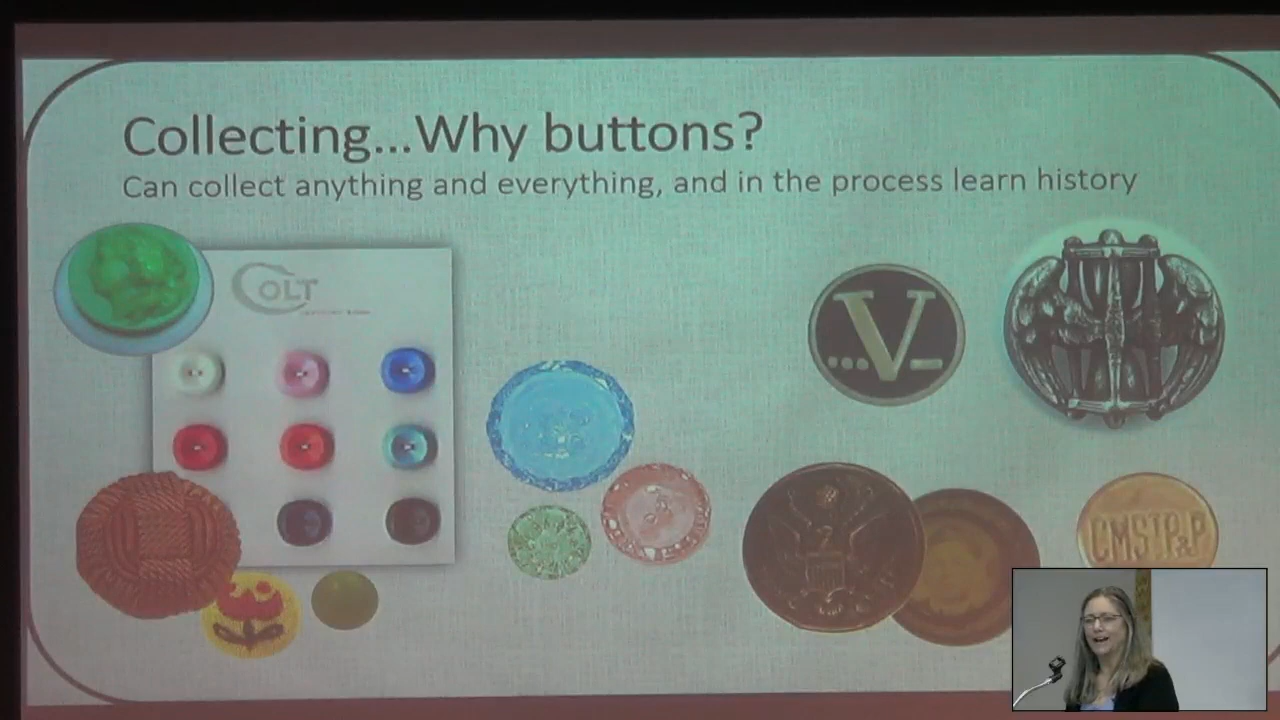 Collecting...Why buttons?
Can collect anything and everything, and in the process learn history
COLT
...V–
CMSTP&P